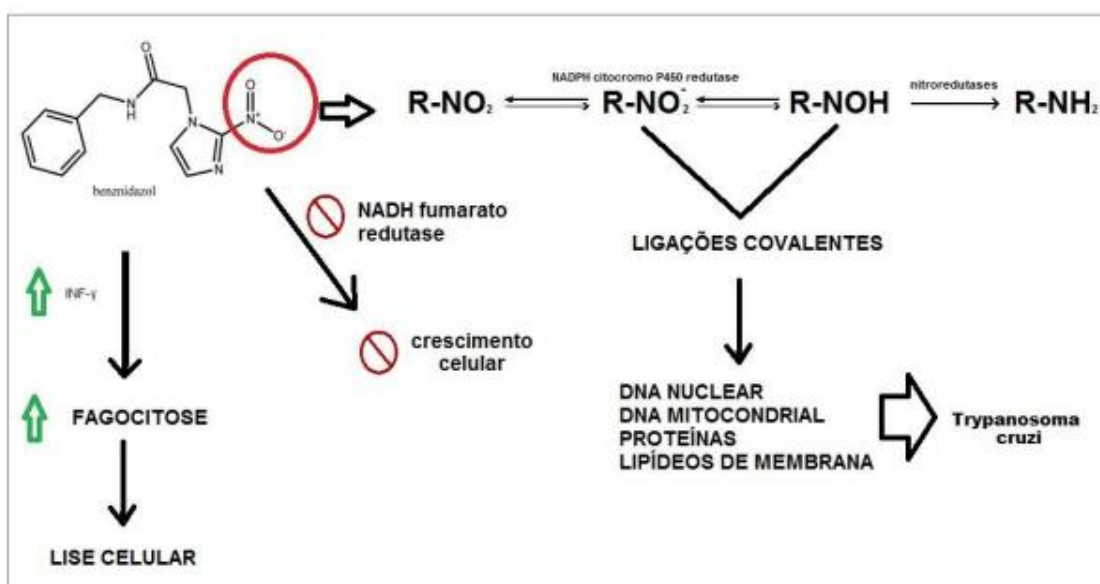 O
NH
N
N
O
N⁺
O⁻
benznidazol
R-NO₂
NADPH citocromo P450 redutase
R-NO₂⁻
R-NOH
nitroredutases
R-NH₂
NADH fumarato
redutase
crescimento
celular
INF-γ
FAGOCITOSE
LISE CELULAR
LIGAÇÕES COVALENTES
DNA NUCLEAR
DNA MITOCONDRIAL
PROTEÍNAS
LIPÍDEOS DE MEMBRANA
Trypanosoma
cruzi